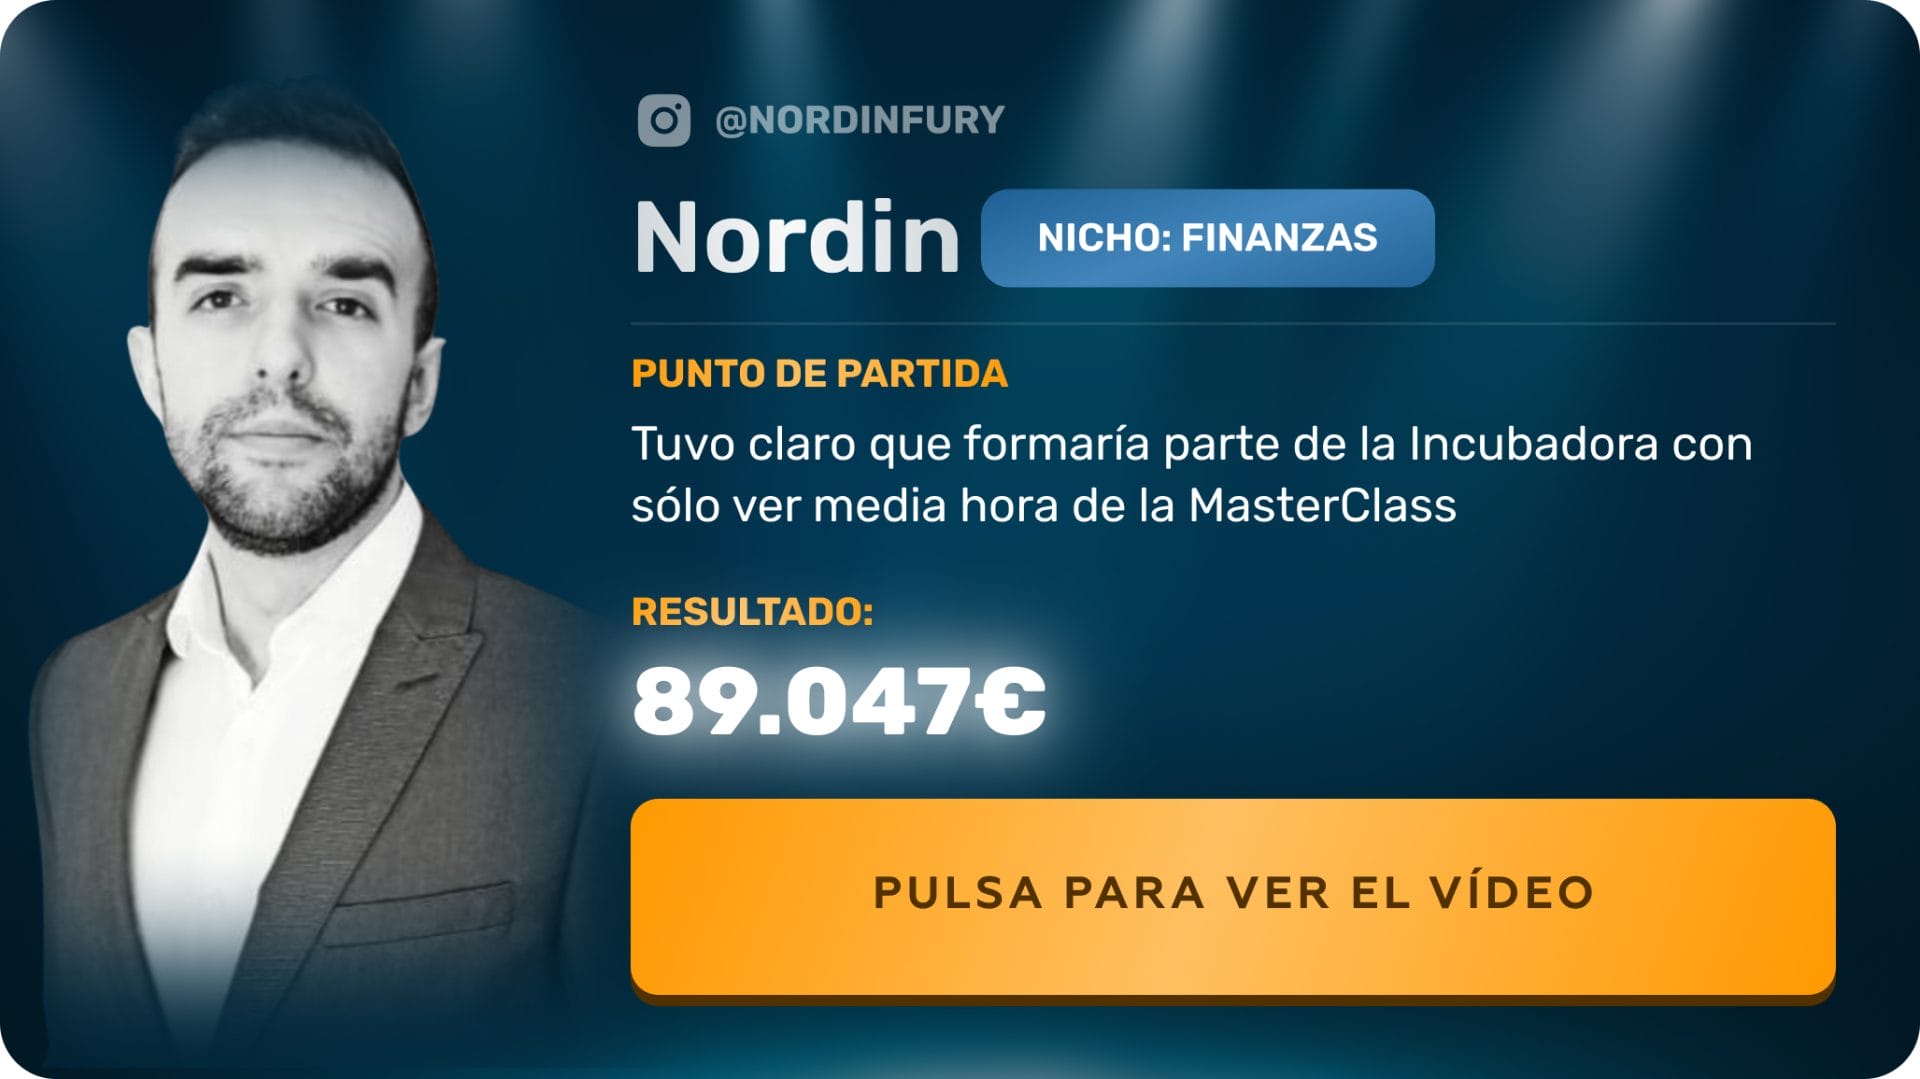 @NORDINFURY
Nordin
NICHO: FINANZAS
PUNTO DE PARTIDA
Tuvo claro que formaría parte de la Incubadora con
sólo ver media hora de la MasterClass
RESULTADO:
89.047€
PULSA PARA VER EL VÍDEO